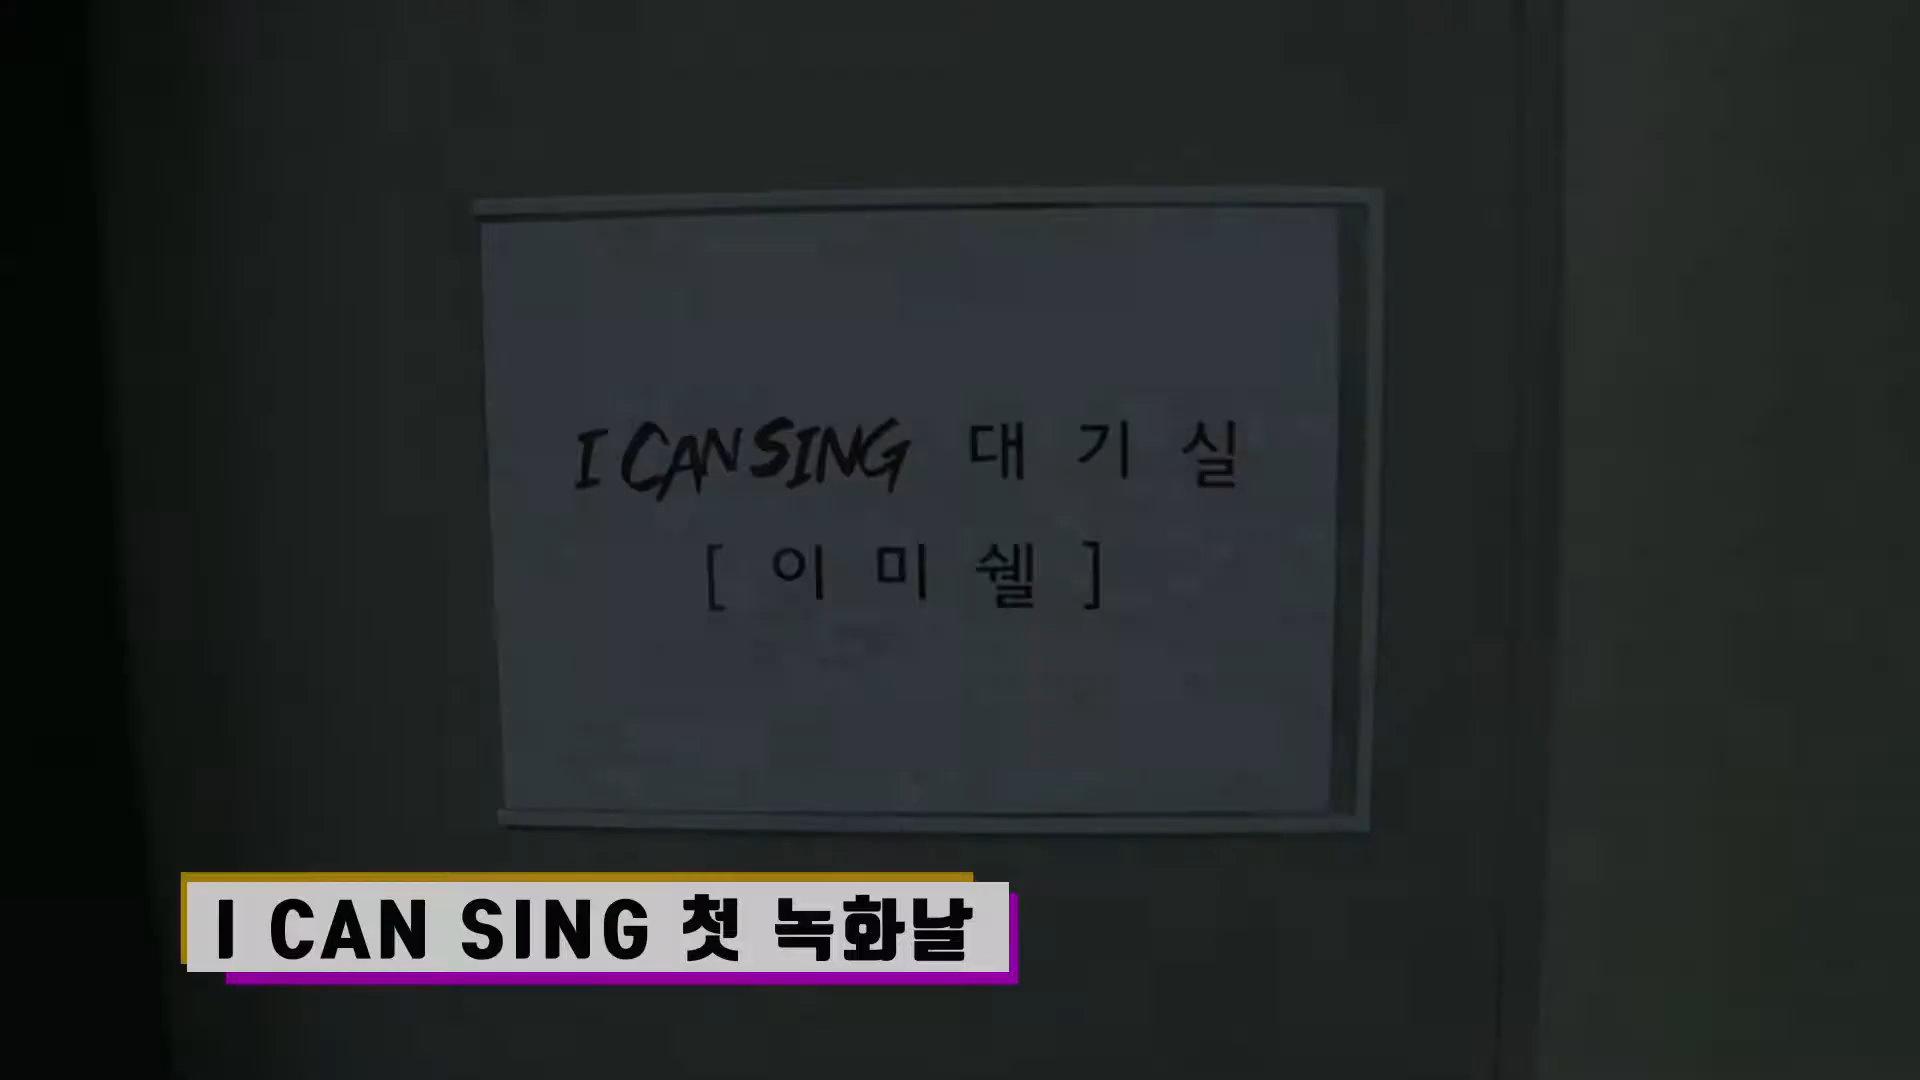 I CAN SING 대 기 실
[ 이 미 쉘 ]
I CAN SING 첫 녹화날